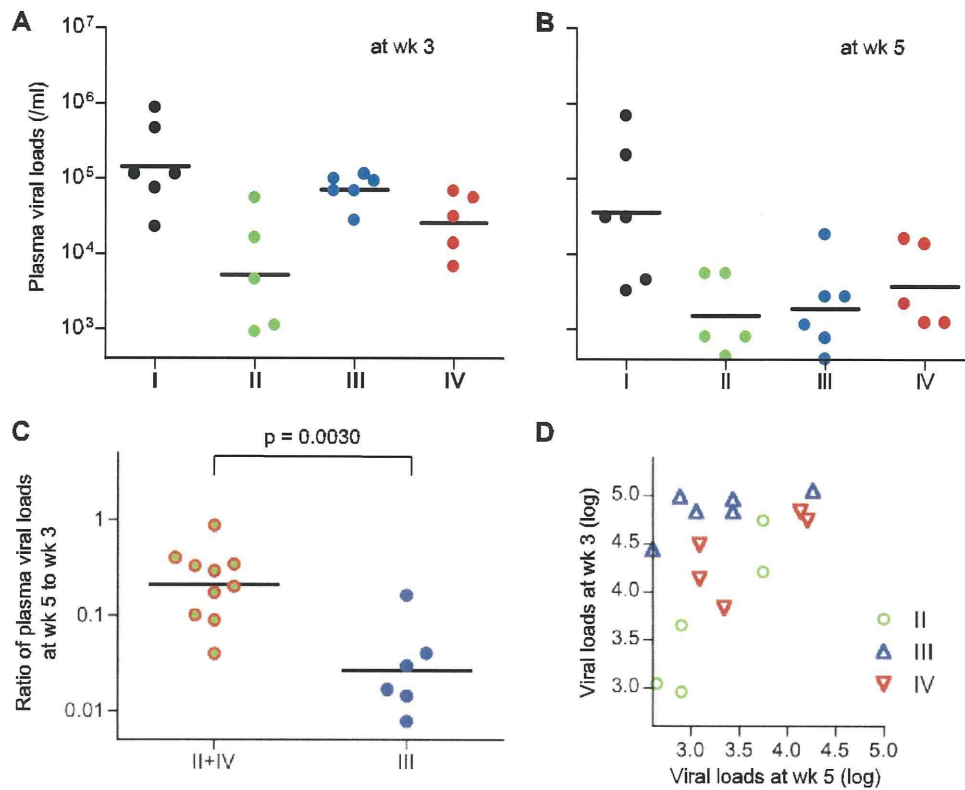 A
at wk 3
Plasma viral loads (/ml)
10⁷
10⁶
10⁵
10⁴
10³
I II III IV
B
at wk 5
I II III IV
C
p = 0.0030
Ratio of plasma viral loads
at wk 5 to wk 3
1
0.1
0.01
II+IV III
D
Viral loads at wk 3 (log)
5.0
4.5
4.0
3.5
3.0
3.0 3.5 4.0 4.5 5.0
Viral loads at wk 5 (log)
II
III
IV